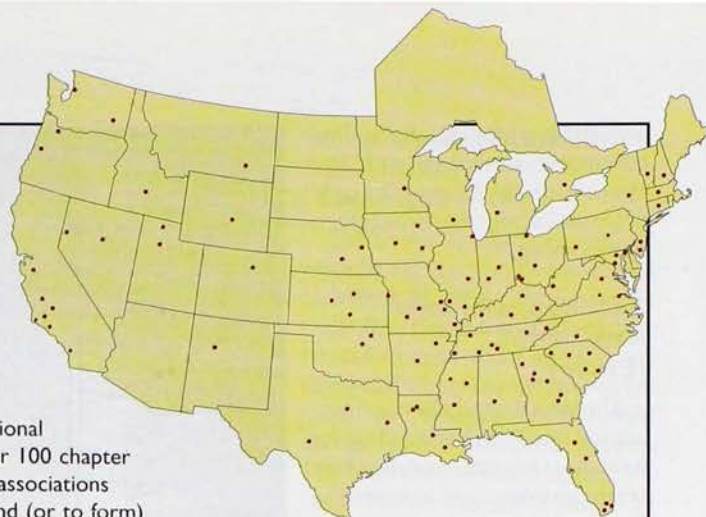 ional
r 100 chapter
associations
nd (or to form)